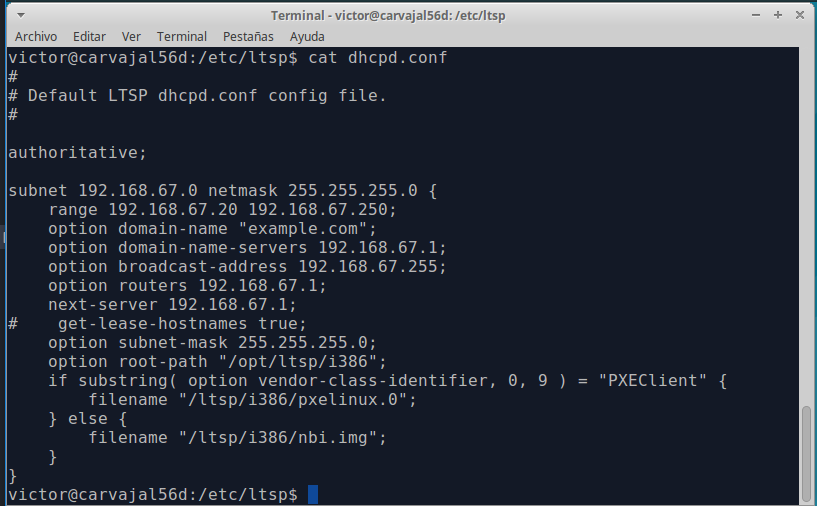 Terminal - victor@carvajal56d: /etc/ltsp
Archivo Editar Ver Terminal Pestañas Ayuda
victor@carvajal56d:/etc/ltsp$ cat dhcpd.conf
#
# Default LTSP dhcpd.conf config file.
#

authoritative;

subnet 192.168.67.0 netmask 255.255.255.0 {
    range 192.168.67.20 192.168.67.250;
    option domain-name "example.com";
    option domain-name-servers 192.168.67.1;
    option broadcast-address 192.168.67.255;
    option routers 192.168.67.1;
    next-server 192.168.67.1;
#    get-lease-hostnames true;
    option subnet-mask 255.255.255.0;
    option root-path "/opt/ltsp/i386";
    if substring( option vendor-class-identifier, 0, 9 ) = "PXEClient" {
        filename "/ltsp/i386/pxelinux.0";
    } else {
        filename "/ltsp/i386/nbi.img";
    }
}
victor@carvajal56d:/etc/ltsp$